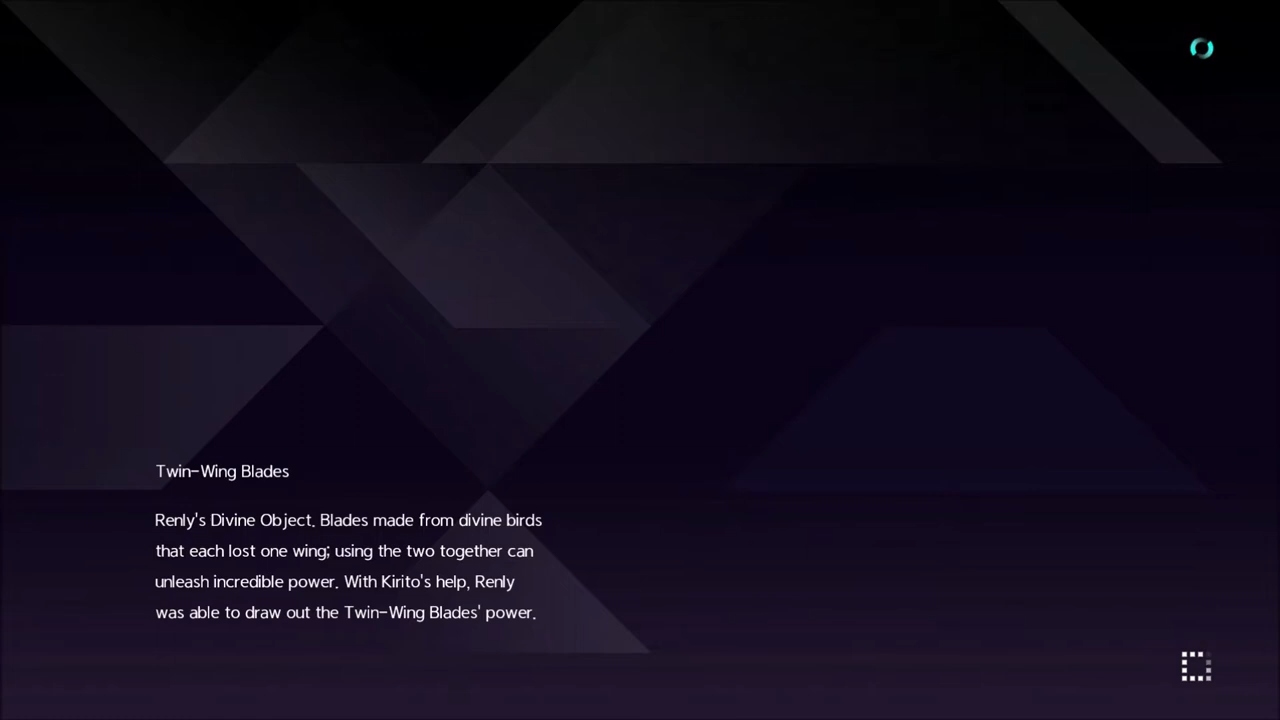 Twin-Wing Blades
Renly's Divine Object. Blades made from divine birds
that each lost one wing; using the two together can
unleash incredible power. With Kirito's help, Renly
was able to draw out the Twin-Wing Blades' power.